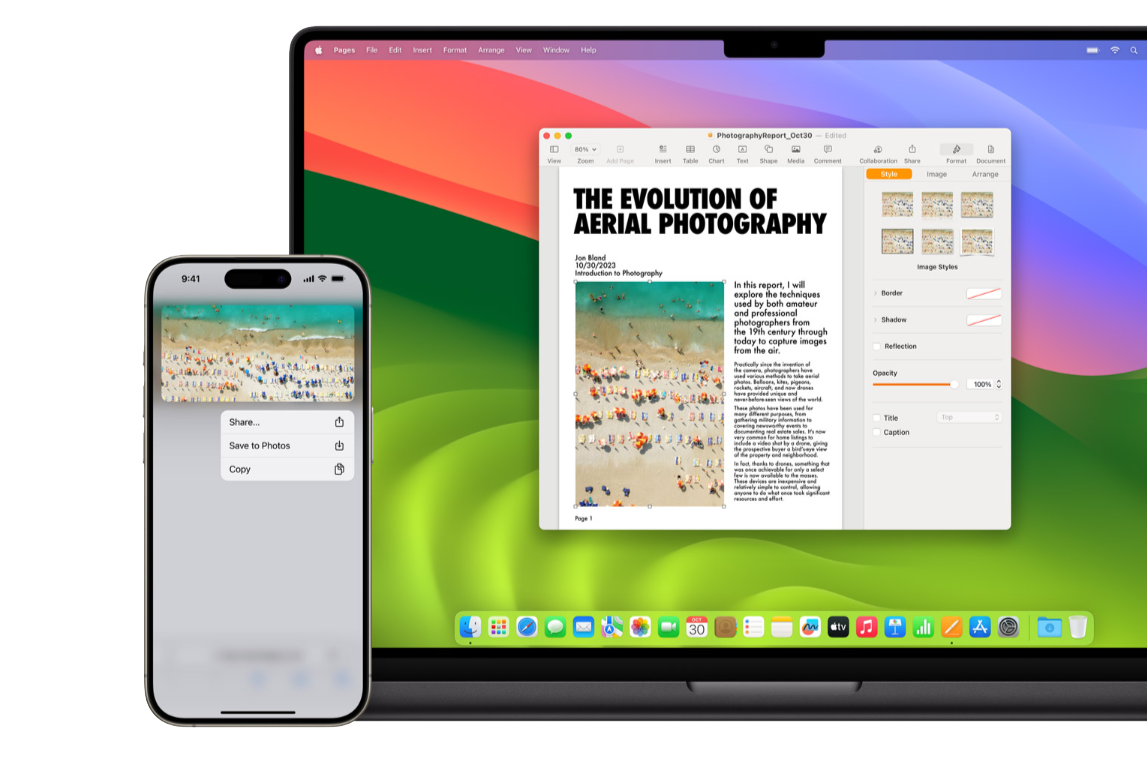 Pages File Edit Insert Format Arrange View Window Help
PhotographyReport_Oct30 — Edited
80%
View Zoom Add Page Insert Table Chart Text Shape Media Comment Collaboration Share Format Document
Style Image Arrange
THE EVOLUTION OF
AERIAL PHOTOGRAPHY
Jon Bland
10/30/2023
Introduction to Photography
In this report, I will
explore the techniques
used by both amateur
and professional
photographers from
the 19th century through
today to capture images
from the air.
Practically since the invention of
the camera, photographers have
used various methods to take aerial
photos. Balloons, kites, pigeons,
rockets, aircraft, and now drones
have provided unique and
never-before-seen views of the world.
These photos have been used for
many different purposes, from
gathering military information to
covering newsworthy events to
documenting real estate sales. It's now
very common for home listings to
include a video shot by a drone, giving
the prospective buyer a bird's-eye view
of the property and neighborhood.
In fact, thanks to drones, something that
was once achievable for only a select
few is now available to the masses.
These devices are inexpensive and
relatively simple to control, allowing
anyone to do what once took significant
resources and effort.
Page 1
Image Styles
Border
Shadow
Reflection
Opacity
100%
Title Top
Caption
9:41
Share...
Save to Photos
Copy
OCT
30
tv